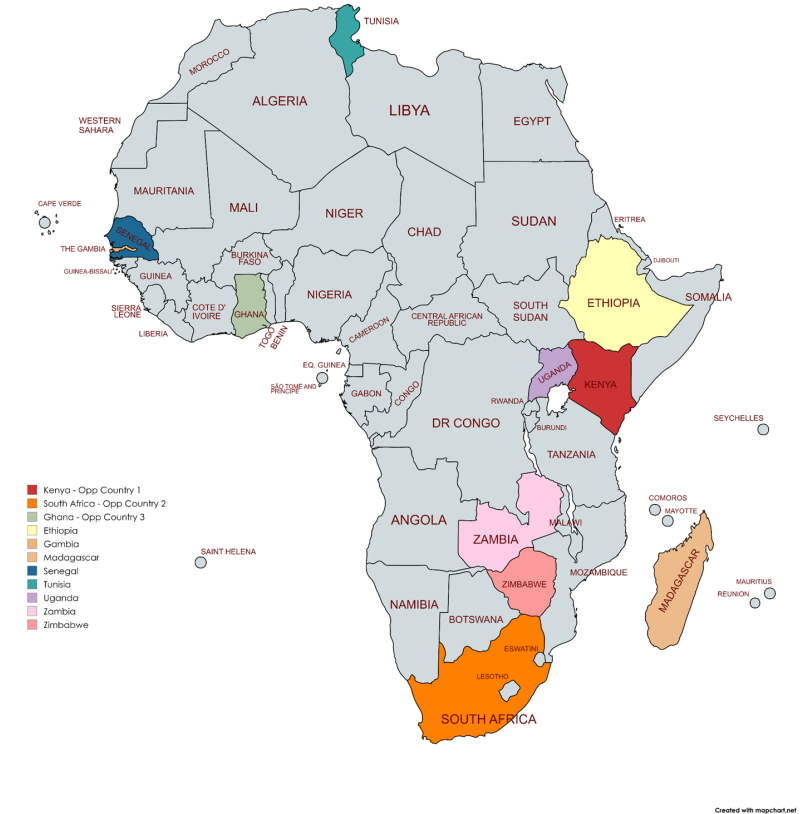 TUNISIA
MOROCCO
ALGERIA
LIBYA
EGYPT
WESTERN
SAHARA
MAURITANIA
MALI
NIGER
CHAD
SUDAN
ERITREA
CAPE VERDE
SENEGAL
THE GAMBIA
GUINEA-BISSAU
GUINEA
BURKINA
FASO
DJIBOUTI
NIGERIA
ETHIOPIA
SOMALIA
SIERRA
LEONE
COTE D'
IVOIRE
GHANA
SOUTH
SUDAN
CENTRAL AFRICAN
REPUBLIC
CAMEROON
LIBERIA
TOGO
BENIN
EQ. GUINEA
SÃO TOMÉ AND
PRINCIPE
GABON
CONGO
UGANDA
KENYA
RWANDA
DR CONGO
BURUNDI
SEYCHELLES
TANZANIA
Kenya - Opp Country 1
South Africa - Opp Country 2
Ghana - Opp Country 3
Ethiopia
Gambia
Madagascar
Senegal
Tunisia
Uganda
Zambia
Zimbabwe
COMOROS
MAYOTTE
ANGOLA
MALAWI
ZAMBIA
SAINT HELENA
MOZAMBIQUE
MADAGASCAR
ZIMBABWE
MAURITIUS
REUNION
NAMIBIA
BOTSWANA
ESWATINI
LESOTHO
SOUTH AFRICA
Created with mapchart.net